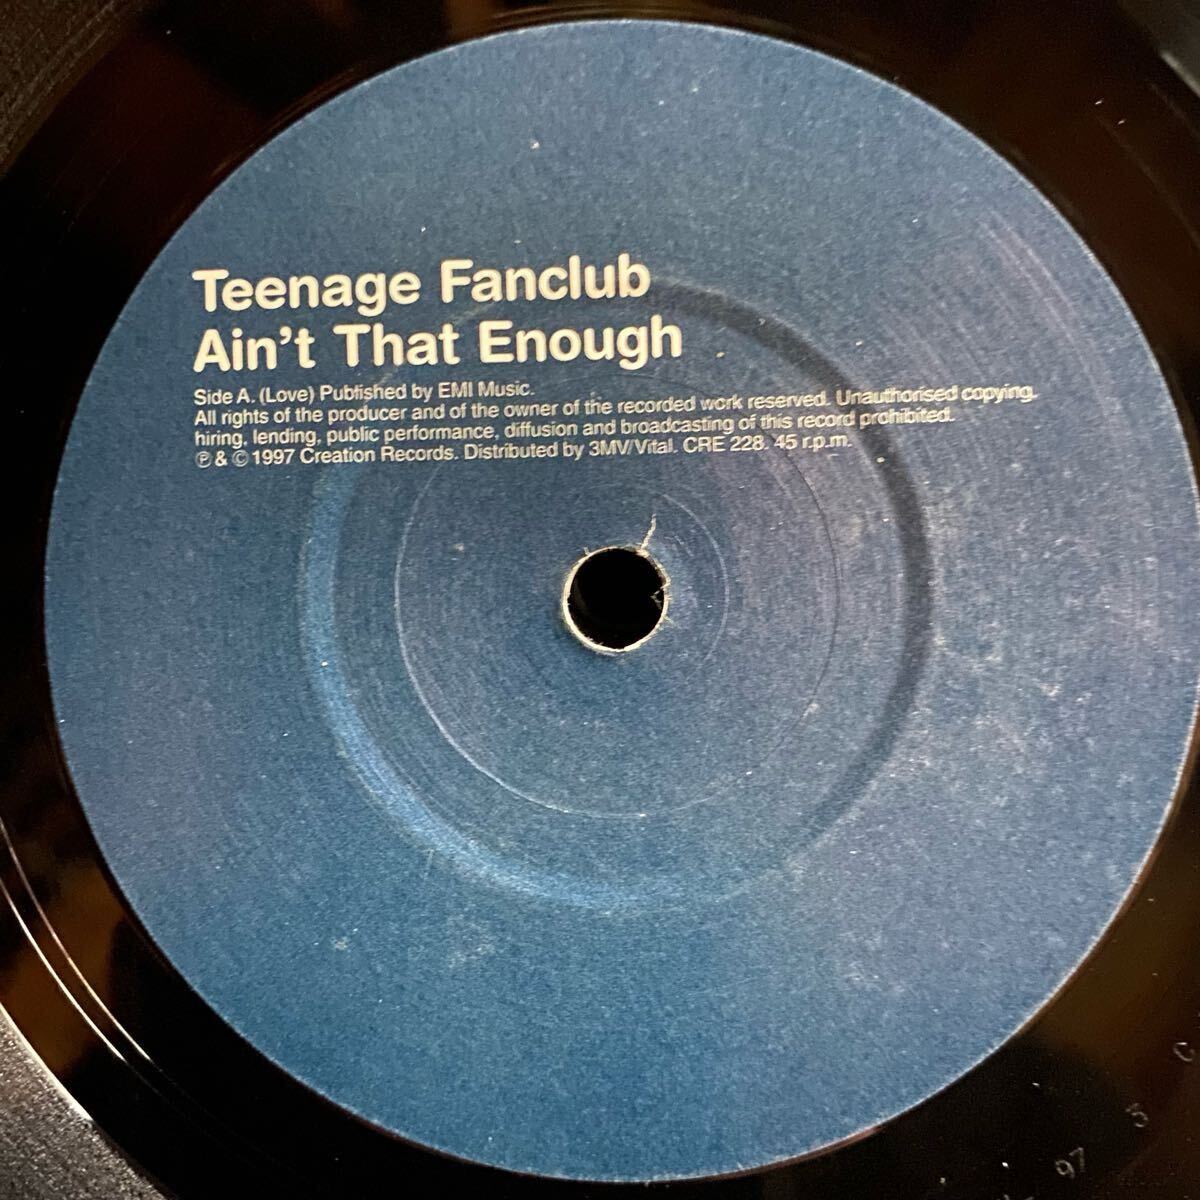 Teenage Fanclub
Ain't That Enough
Side A. (Love) Published by EMI Music.
All rights of the producer and of the owner of the recorded work reserved. Unauthorised copying,
hiring, lending, public performance, diffusion and broadcasting of this record prohibited.
℗ & © 1997 Creation Records. Distributed by 3MV/Vital. CRE 228. 45 r.p.m.